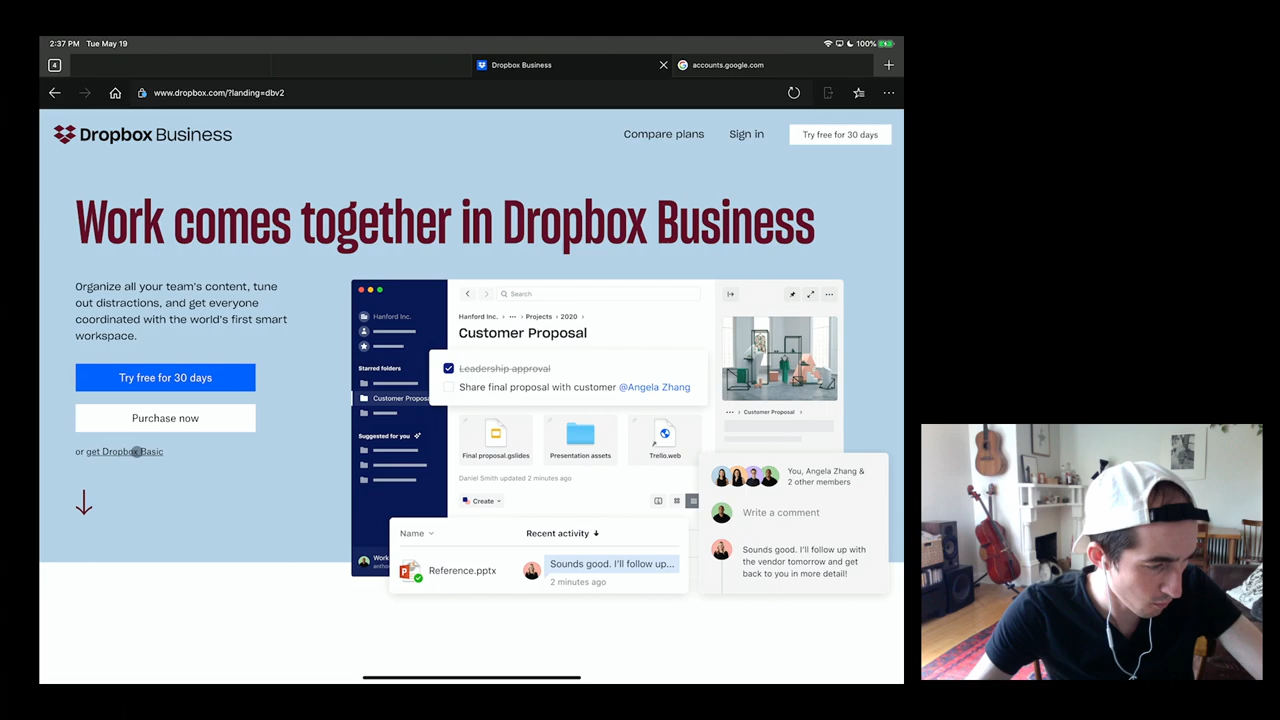 2:37 PM Tue May 19
100%
4
Dropbox Business
accounts.google.com
www.dropbox.com/?landing=dbv2
Dropbox Business
Compare plans
Sign in
Try free for 30 days
Work comes together in Dropbox Business
Organize all your team's content, tune
out distractions, and get everyone
coordinated with the world's first smart
workspace.
Try free for 30 days
Purchase now
or get Dropbox Basic
Hanford Inc.
Starred folders
Customer Proposa
Suggested for you
Work
Search
Hanford Inc. › ··· › Projects › 2020 ›
Customer Proposal
Leadership approval
Share final proposal with customer @Angela Zhang
Final proposal.gslides
Presentation assets
Trello.web
Daniel Smith updated 2 minutes ago
Create
Name
Recent activity
Reference.pptx
Sounds good. I'll follow up...
2 minutes ago
··· › Customer Proposal ›
You, Angela Zhang &
2 other members
Write a comment
Sounds good. I'll follow up with
the vendor tomorrow and get
back to you in more detail!